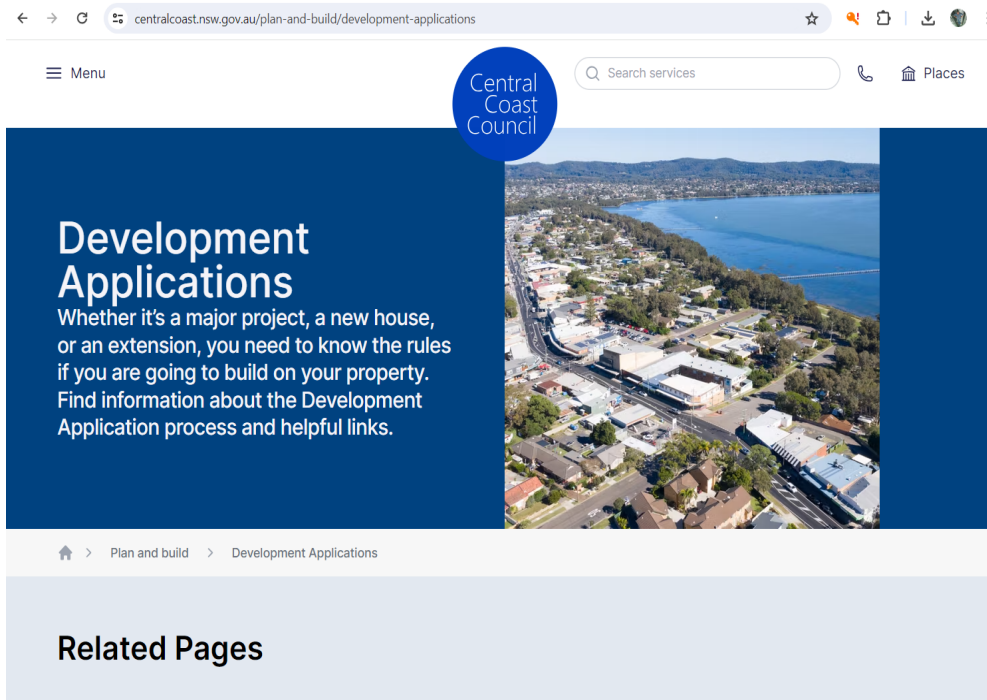 centralcoast.nsw.gov.au/plan-and-build/development-applications
Menu
Central
Coast
Council
Search services
Places
Development
Applications
Whether it's a major project, a new house,
or an extension, you need to know the rules
if you are going to build on your property.
Find information about the Development
Application process and helpful links.
Plan and build > Development Applications
Related Pages